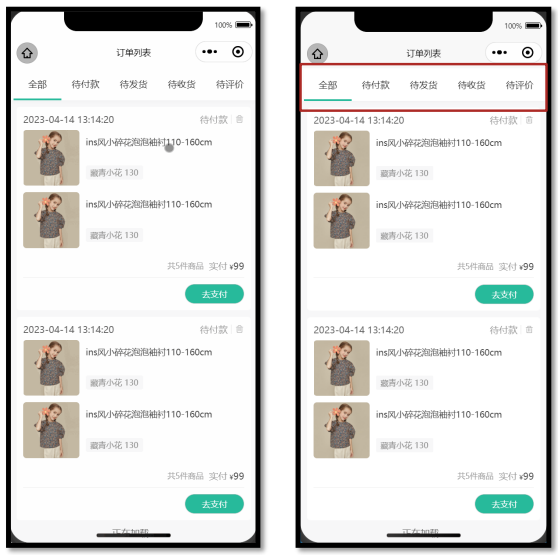 100%
订单列表
全部 待付款 待发货 待收货 待评价
2023-04-14 13:14:20 待付款
ins风小碎花泡泡袖衬110-160cm
藏青小花 130
ins风小碎花泡泡袖衬110-160cm
藏青小花 130
共5件商品 实付 ¥99
去支付
2023-04-14 13:14:20 待付款
ins风小碎花泡泡袖衬110-160cm
藏青小花 130
ins风小碎花泡泡袖衬110-160cm
藏青小花 130
共5件商品 实付 ¥99
去支付
正在加载
100%
订单列表
全部 待付款 待发货 待收货 待评价
2023-04-14 13:14:20 待付款
ins风小碎花泡泡袖衬110-160cm
藏青小花 130
ins风小碎花泡泡袖衬110-160cm
藏青小花 130
共5件商品 实付 ¥99
去支付
2023-04-14 13:14:20 待付款
ins风小碎花泡泡袖衬110-160cm
藏青小花 130
ins风小碎花泡泡袖衬110-160cm
藏青小花 130
共5件商品 实付 ¥99
去支付
正在加载